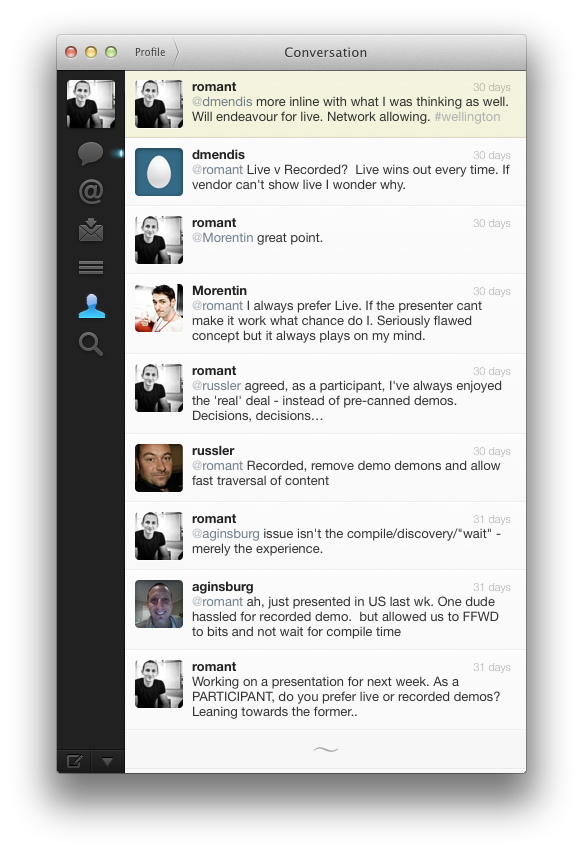 Profile
Conversation
romant
30 days
@dmendis more inline with what I was thinking as well.
Will endeavour for live. Network allowing. #wellington
dmendis
30 days
@romant Live v Recorded?  Live wins out every time. If
vendor can't show live I wonder why.
romant
30 days
@Morentin great point.
Morentin
30 days
@romant I always prefer Live. If the presenter cant
make it work what chance do I. Seriously flawed
concept but it always plays on my mind.
romant
30 days
@russler agreed, as a participant, I've always enjoyed
the 'real' deal - instead of pre-canned demos.
Decisions, decisions…
russler
30 days
@romant Recorded, remove demo demons and allow
fast traversal of content
romant
31 days
@aginsburg issue isn't the compile/discovery/"wait" -
merely the experience.
aginsburg
31 days
@romant ah, just presented in US last wk. One dude
hassled for recorded demo.  but allowed us to FFWD
to bits and not wait for compile time
romant
31 days
Working on a presentation for next week. As a
PARTICIPANT, do you prefer live or recorded demos?
Leaning towards the former..